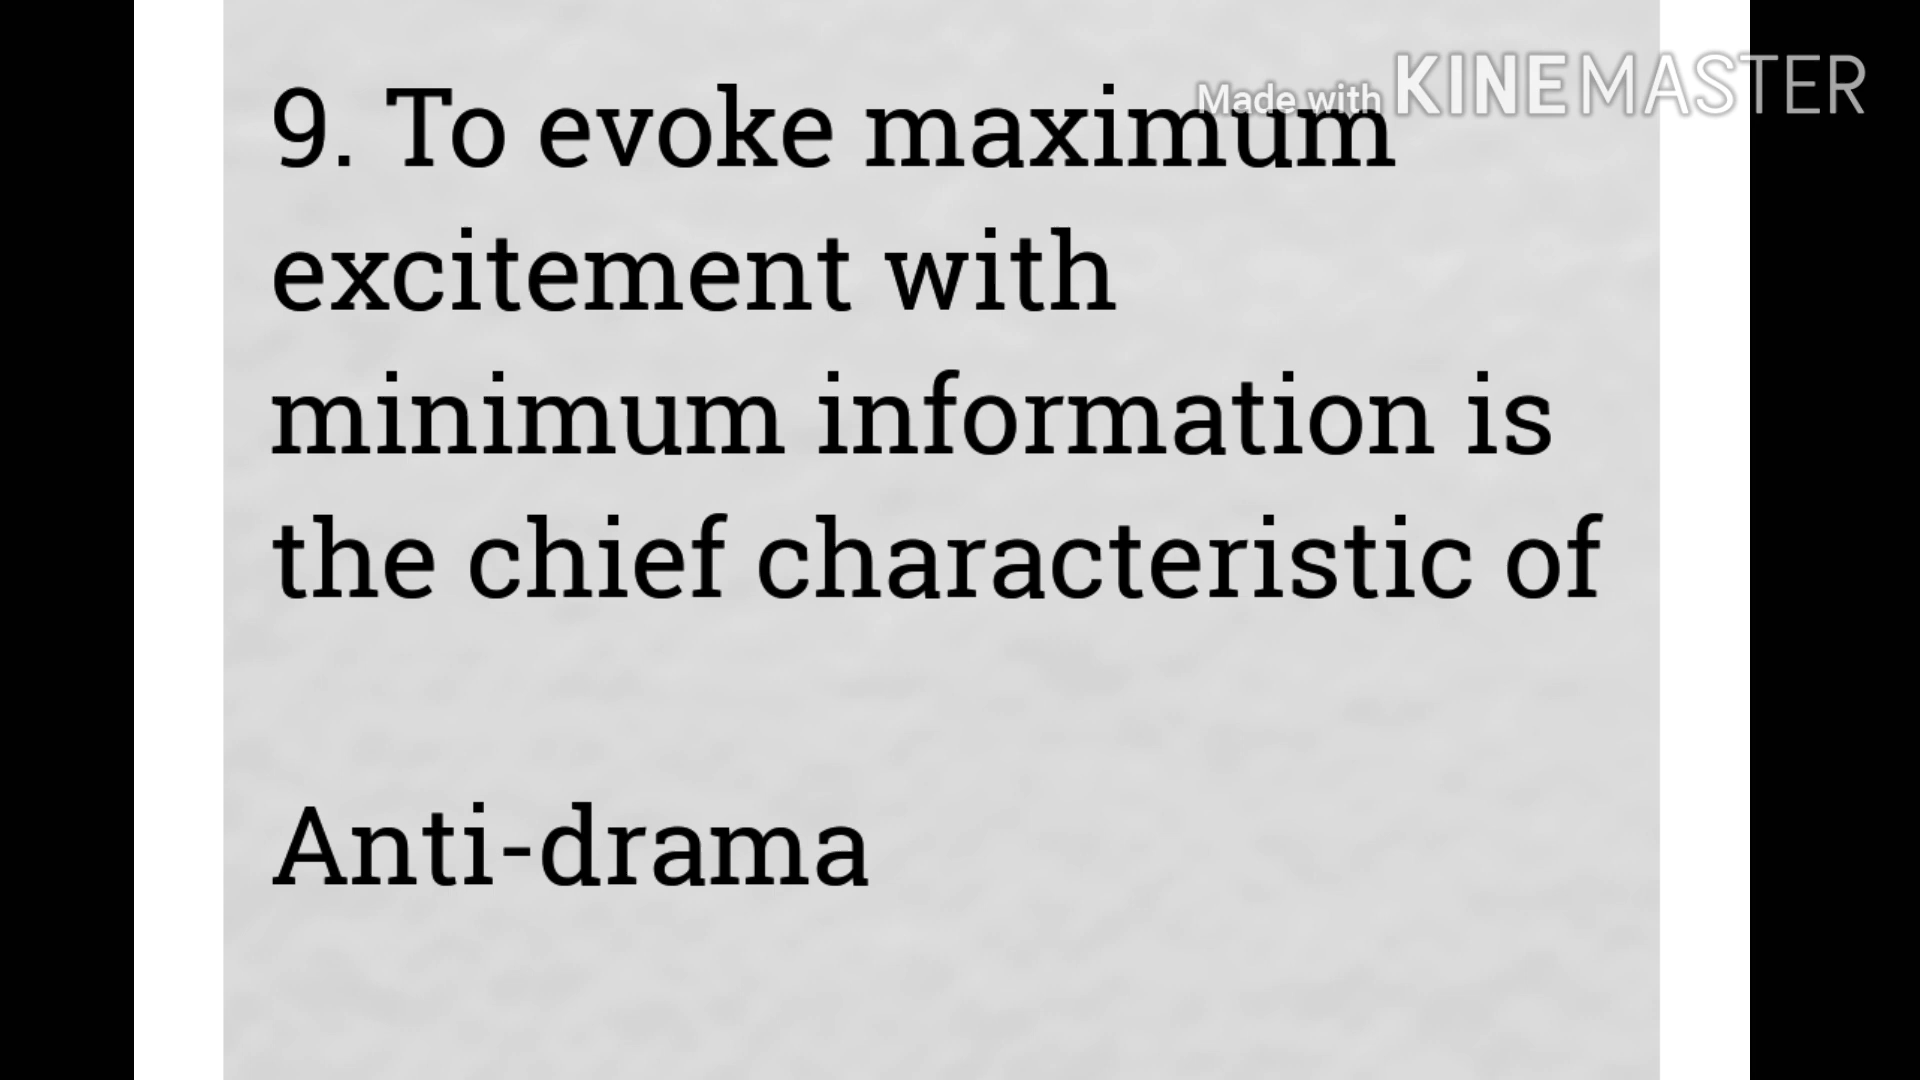 Made with KINEMASTER
9. To evoke maximum
excitement with
minimum information is
the chief characteristic of
Anti-drama